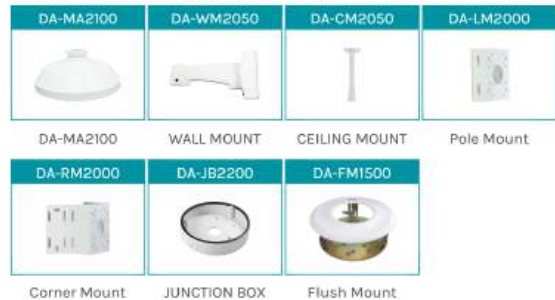 DA-MA2100 DA-WM2050 DA-CM2050 DA-LM2000
DA-MA2100 WALL MOUNT CEILING MOUNT Pole Mount
DA-RM2000 DA-JB2200 DA-FM1500
Corner Mount JUNCTION BOX Flush Mount